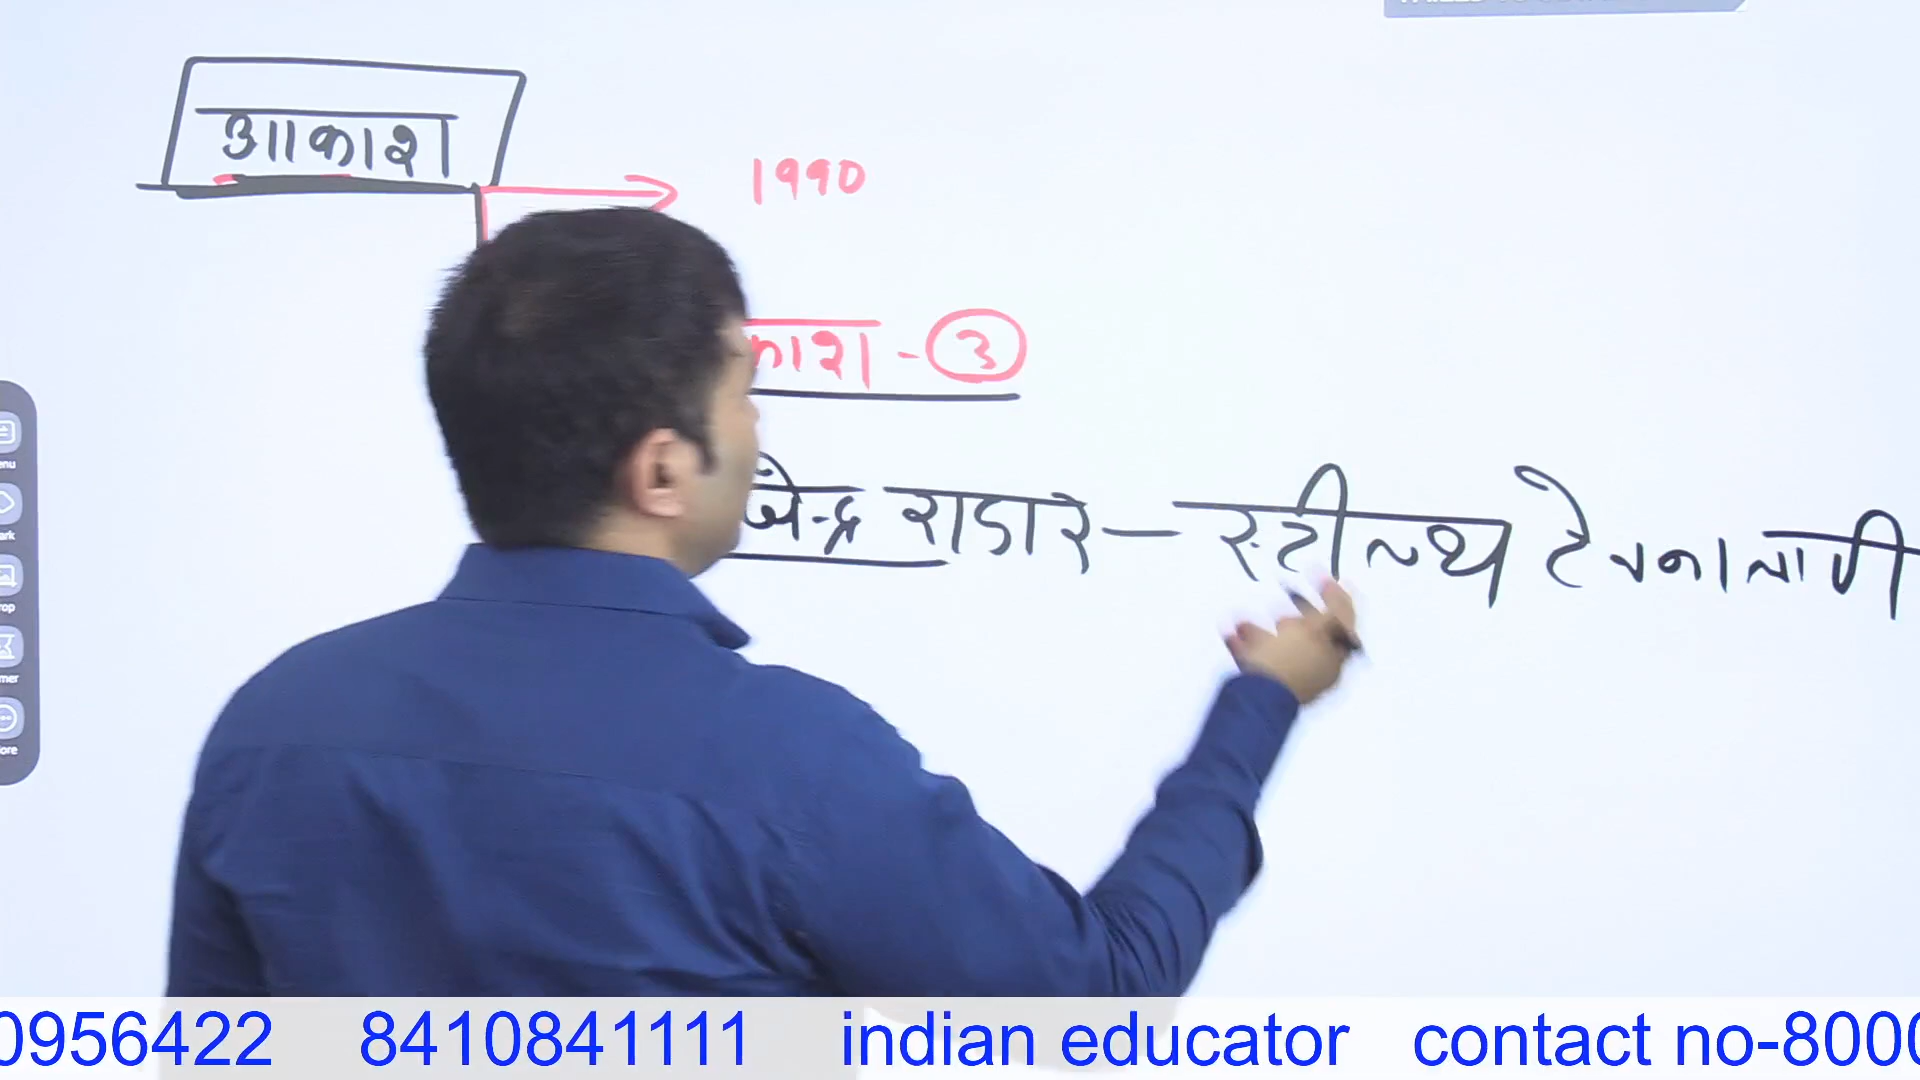 आकाश
1990
काश - 3
जेन्द्र राडार — स्टील्थ टेक्नालाजी
0956422 8410841111 indian educator contact no-8000